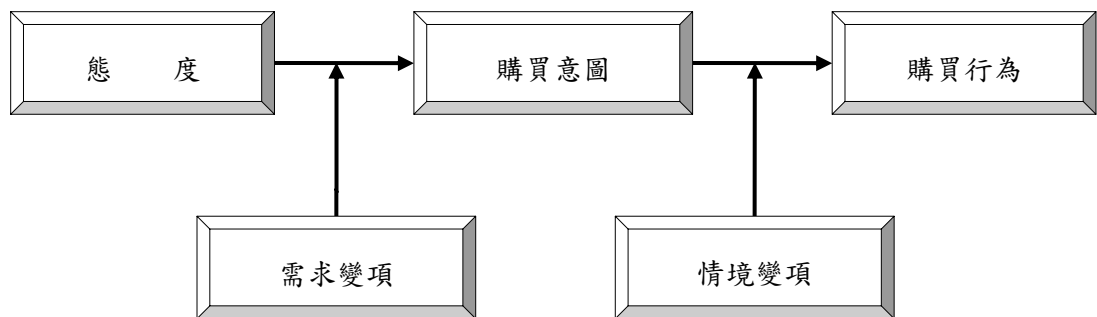 態 度
購買意圖
購買行為
需求變項
情境變項